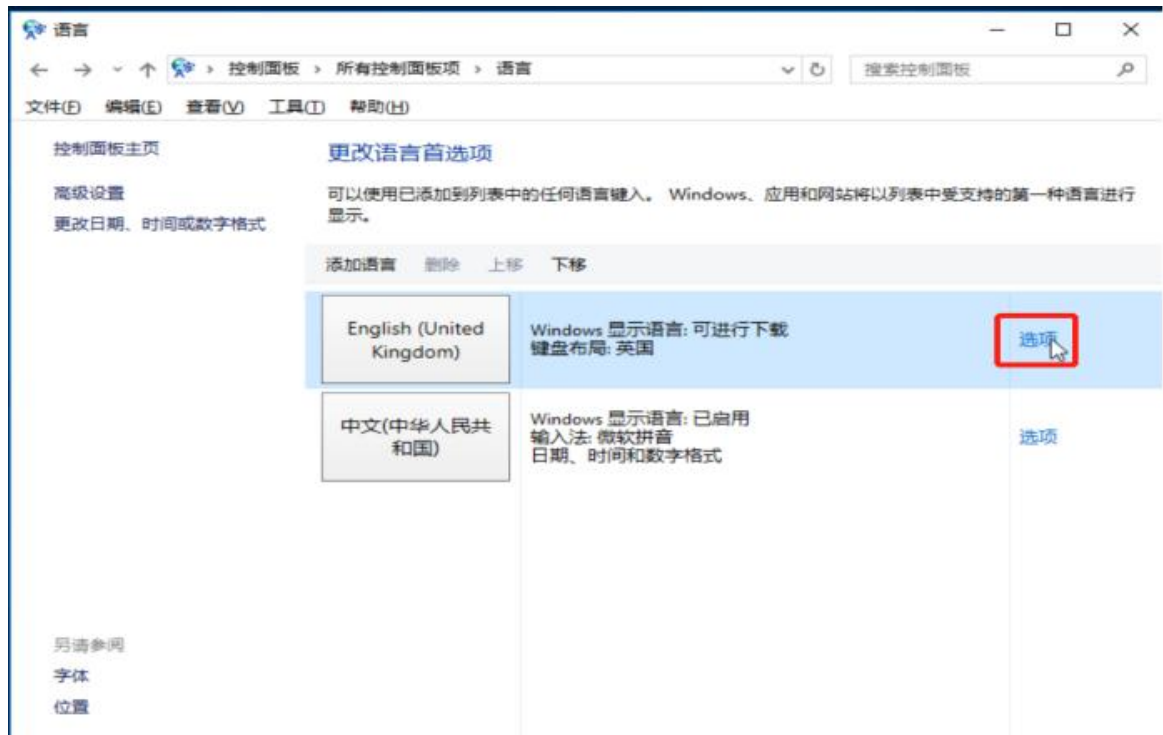 语言
控制面板 › 所有控制面板项 › 语言
搜索控制面板
文件(F) 编辑(E) 查看(V) 工具(T) 帮助(H)
控制面板主页
高级设置
更改日期、时间或数字格式
更改语言首选项
可以使用已添加到列表中的任何语言键入。 Windows、应用和网站将以列表中受支持的第一种语言进行
显示。
添加语言 删除 上移 下移
English (United
Kingdom)
Windows 显示语言: 可进行下载
键盘布局: 英国
选项
中文(中华人民共
和国)
Windows 显示语言: 已启用
输入法: 微软拼音
日期、时间和数字格式
选项
另请参阅
字体
位置